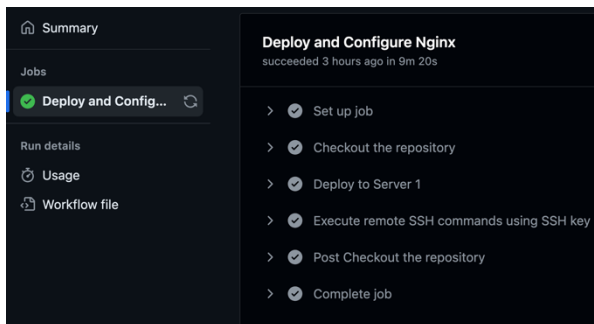 Summary
Jobs
Deploy and Config...
Run details
Usage
Workflow file
Deploy and Configure Nginx
succeeded 3 hours ago in 9m 20s
Set up job
Checkout the repository
Deploy to Server 1
Execute remote SSH commands using SSH key
Post Checkout the repository
Complete job